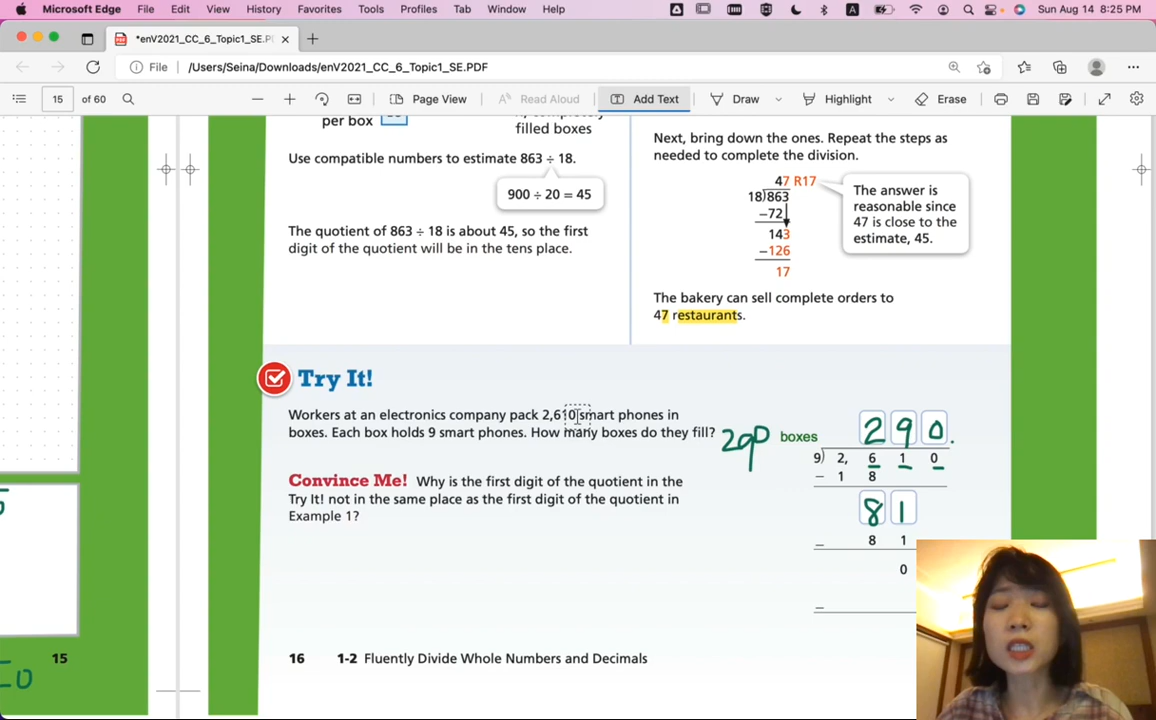 Microsoft Edge File Edit View History Favorites Tools Profiles Tab Window Help A Sun Aug 14 8:25 PM
*enV2021_CC_6_Topic1_SE.PI
File /Users/Seina/Downloads/enV2021_CC_6_Topic1_SE.PDF
15 of 60 Page View Read Aloud Add Text Draw Highlight Erase
per box
filled boxes
Use compatible numbers to estimate 863 ÷ 18.
900 ÷ 20 = 45
The quotient of 863 ÷ 18 is about 45, so the first
digit of the quotient will be in the tens place.
Next, bring down the ones. Repeat the steps as
needed to complete the division.
47 R17
18)863
−72
143
−126
17
The answer is
reasonable since
47 is close to the
estimate, 45.
The bakery can sell complete orders to
47 restaurants.
Try It!
Workers at an electronics company pack 2,610 smart phones in
boxes. Each box holds 9 smart phones. How many boxes do they fill?
290 boxes
Convince Me! Why is the first digit of the quotient in the
Try It! not in the same place as the first digit of the quotient in
Example 1?
290.
9) 2, 6 1 0
− 1 8
81
− 8 1
0
−
15
16 1-2 Fluently Divide Whole Numbers and Decimals